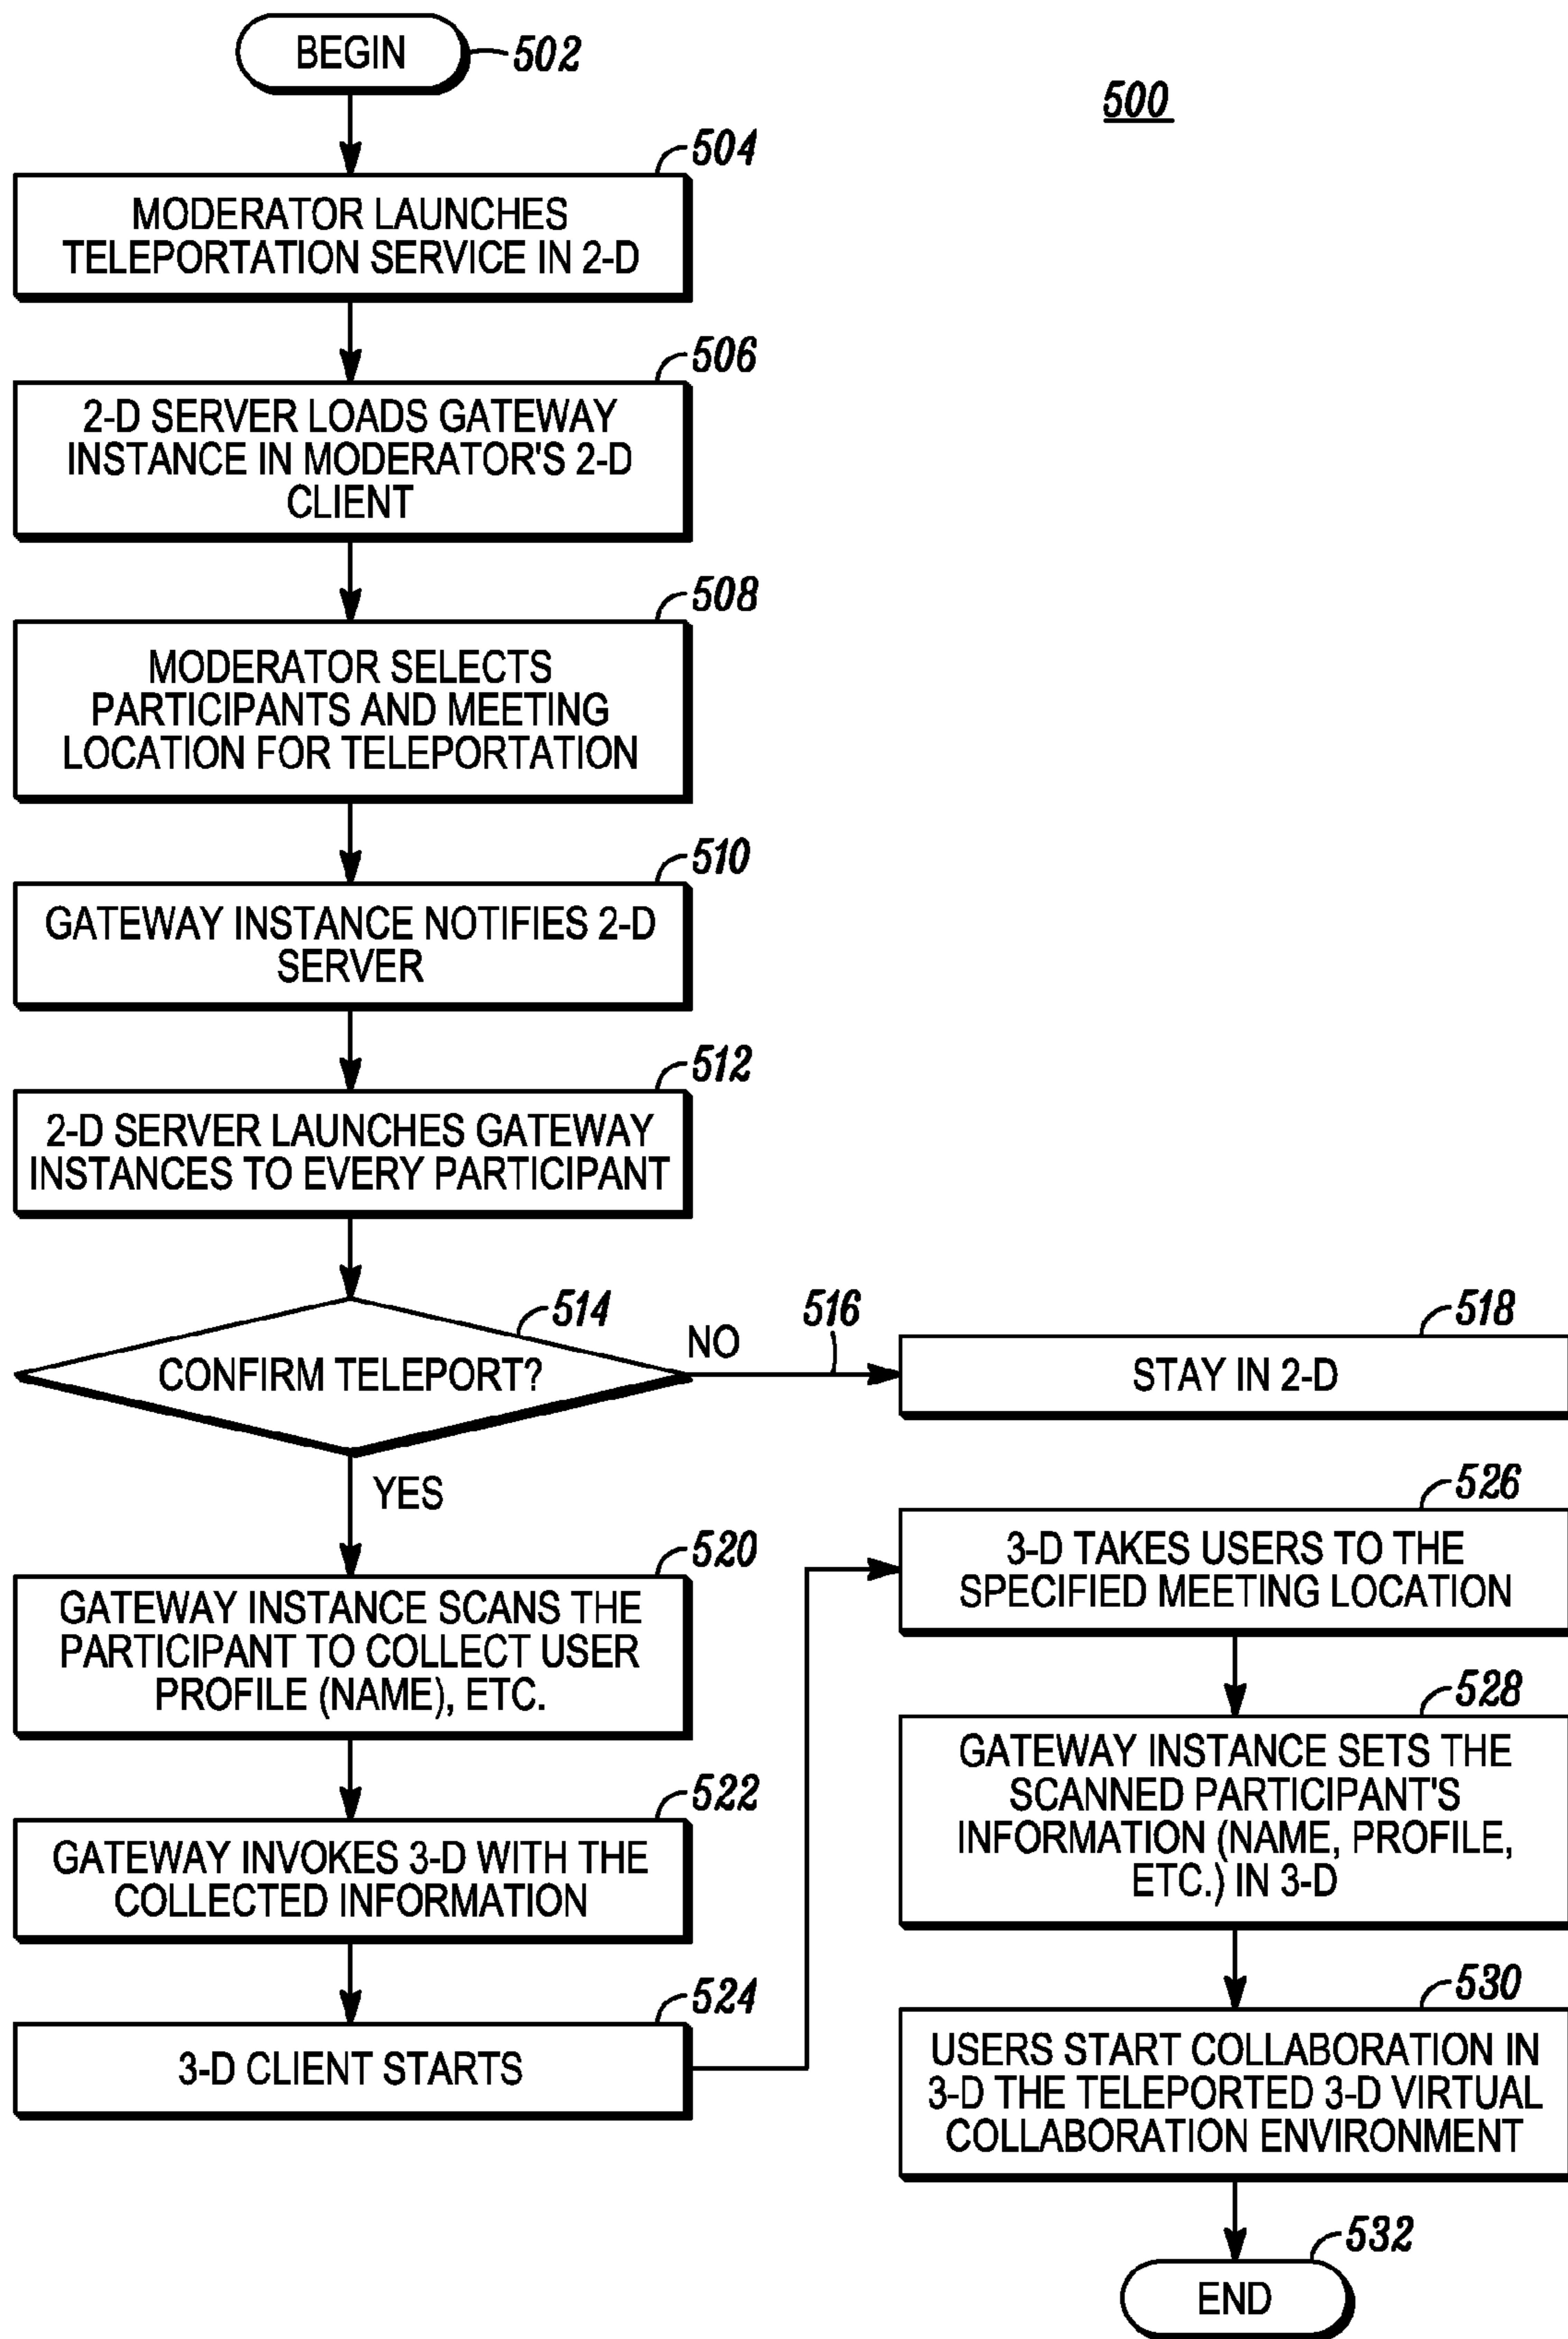 BEGIN
502
500
504
MODERATOR LAUNCHES
TELEPORTATION SERVICE IN 2-D
506
2-D SERVER LOADS GATEWAY
INSTANCE IN MODERATOR'S 2-D
CLIENT
508
MODERATOR SELECTS
PARTICIPANTS AND MEETING
LOCATION FOR TELEPORTATION
510
GATEWAY INSTANCE NOTIFIES 2-D
SERVER
512
2-D SERVER LAUNCHES GATEWAY
INSTANCES TO EVERY PARTICIPANT
514
CONFIRM TELEPORT?
NO
516
518
STAY IN 2-D
YES
520
GATEWAY INSTANCE SCANS THE
PARTICIPANT TO COLLECT USER
PROFILE (NAME), ETC.
522
GATEWAY INVOKES 3-D WITH THE
COLLECTED INFORMATION
524
3-D CLIENT STARTS
526
3-D TAKES USERS TO THE
SPECIFIED MEETING LOCATION
528
GATEWAY INSTANCE SETS THE
SCANNED PARTICIPANT'S
INFORMATION (NAME, PROFILE,
ETC.) IN 3-D
530
USERS START COLLABORATION IN
3-D THE TELEPORTED 3-D VIRTUAL
COLLABORATION ENVIRONMENT
532
END